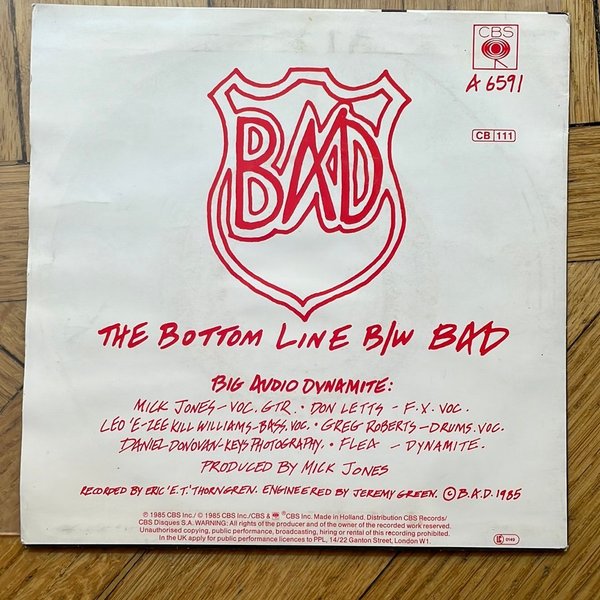 CBS
A 6591
CB 111
BAD
THE BOTTOM LINE B/W BAD
BIG AUDIO DYNAMITE:
MICK JONES - VOC. GTR. • DON LETTS - F.X. VOC.
LEO 'E-ZEE KILL WILLIAMS-BASS, VOC. • GREG ROBERTS - DRUMS. VOC.
DANIEL DONOVAN-KEYS PHOTOGRAPHY. • FLEA - DYNAMITE.
PRODUCED BY MICK JONES
RECORDED BY ERIC 'E.T.' THORNGREN. ENGINEERED BY JEREMY GREEN. © B.A.D. 1985
℗ 1985 CBS Inc./ © 1985 CBS Inc./CBS & ® CBS Inc. Made in Holland. Distribution CBS Records/
CBS Disques S.A. WARNING: All rights of the producer and of the owner of the recorded work reserved.
Unauthorised copying, public performance, broadcasting, hiring or rental of this recording prohibited.
In the UK apply for public performance licences to PPL, 14/22 Ganton Street, London W1.
LC 0149